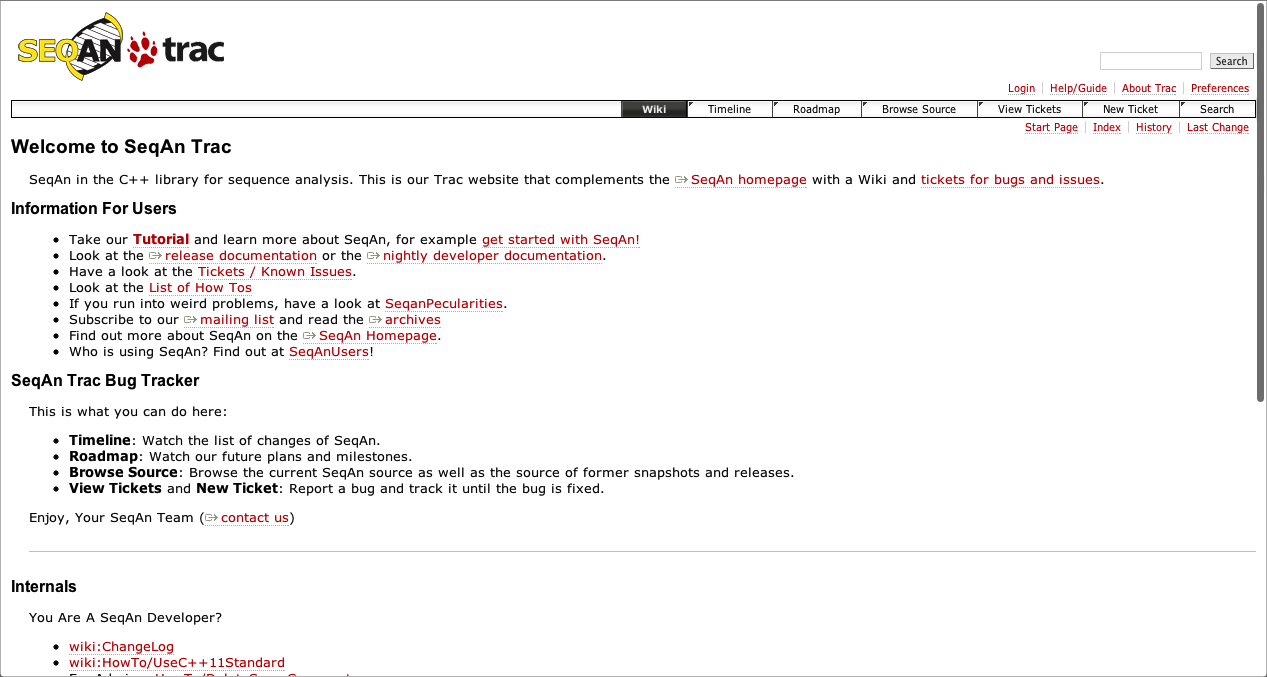 SEQAN trac
Search
Login Help/Guide About Trac Preferences
Wiki Timeline Roadmap Browse Source View Tickets New Ticket Search
Start Page Index History Last Change
Welcome to SeqAn Trac
SeqAn in the C++ library for sequence analysis. This is our Trac website that complements the SeqAn homepage with a Wiki and tickets for bugs and issues.
Information For Users
Take our Tutorial and learn more about SeqAn, for example get started with SeqAn!
Look at the release documentation or the nightly developer documentation.
Have a look at the Tickets / Known Issues.
Look at the List of How Tos
If you run into weird problems, have a look at SeqanPecularities.
Subscribe to our mailing list and read the archives
Find out more about SeqAn on the SeqAn Homepage.
Who is using SeqAn? Find out at SeqAnUsers!
SeqAn Trac Bug Tracker
This is what you can do here:
Timeline: Watch the list of changes of SeqAn.
Roadmap: Watch our future plans and milestones.
Browse Source: Browse the current SeqAn source as well as the source of former snapshots and releases.
View Tickets and New Ticket: Report a bug and track it until the bug is fixed.
Enjoy, Your SeqAn Team (contact us)
Internals
You Are A SeqAn Developer?
wiki:ChangeLog
wiki:HowTo/UseC++11Standard